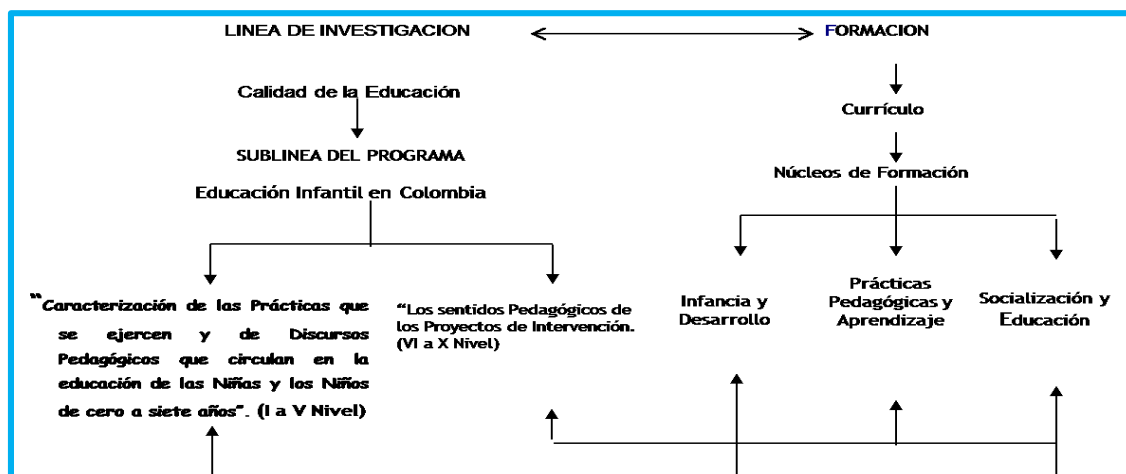 LINEA DE INVESTIGACION
FORMACION
Calidad de la Educación
Currículo
SUBLINEA DEL PROGRAMA
Núcleos de Formación
Educación Infantil en Colombia
“Caracterización de las Prácticas que
se ejercen y de Discursos
Pedagógicos que circulan en la
educación de las Niñas y los Niños
de cero a siete años”. (I a V Nivel)
“Los sentidos Pedagógicos de
los Proyectos de Intervención.
(VI a X Nivel)
Infancia y
Desarrollo
Prácticas
Pedagógicas y
Aprendizaje
Socialización y
Educación